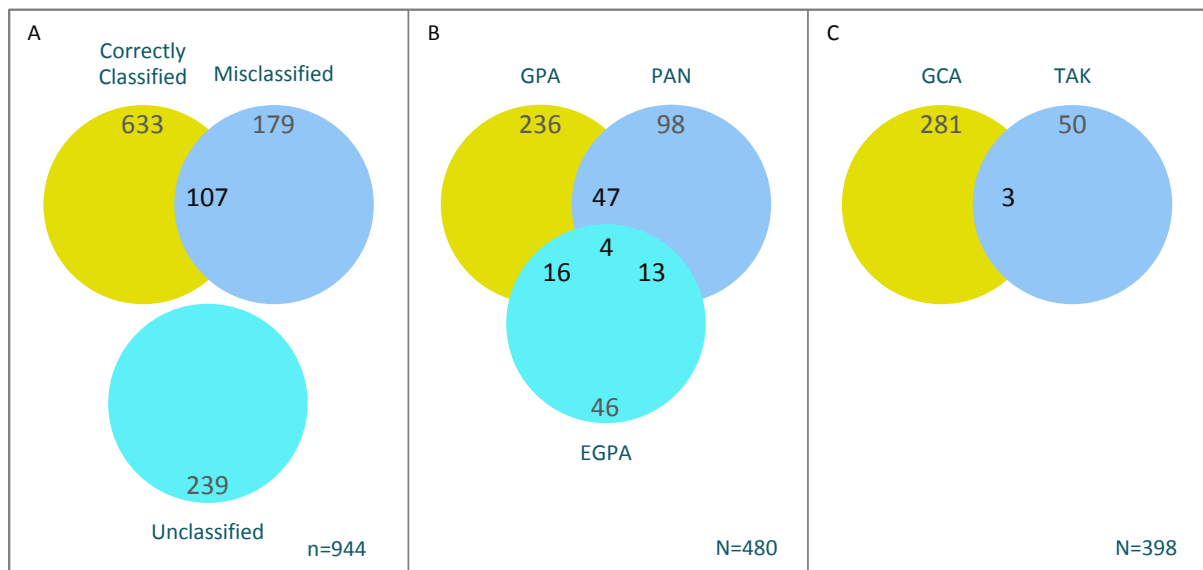 A
Correctly
Classified
Misclassified
633
179
107
239
Unclassified
n=944
B
GPA
PAN
236
98
47
4
16
13
46
EGPA
N=480
C
GCA
TAK
281
50
3
N=398